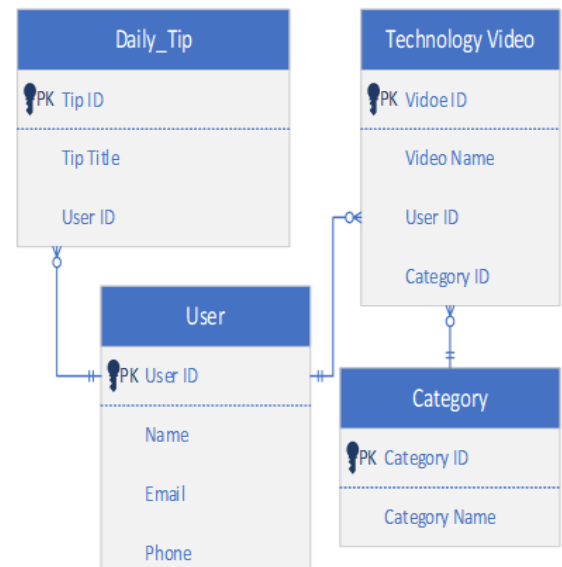 Daily_Tip
PK Tip ID
Tip Title
User ID
Technology Video
PK Vidoe ID
Video Name
User ID
Category ID
User
PK User ID
Name
Email
Phone
Category
PK Category ID
Category Name